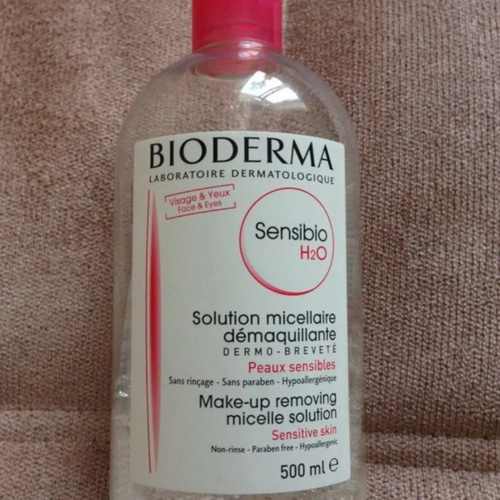 BIODERMA
LABORATOIRE DERMATOLOGIQUE
Visage & Yeux
Face & Eyes
Sensibio
H2O
Solution micellaire
démaquillante
DERMO-BREVETÉ
Peaux sensibles
Sans rinçage - Sans paraben - Hypoallergénique
Make-up removing
micelle solution
Sensitive skin
Non-rinse - Paraben free - Hypoallergenic
500 ml ℮